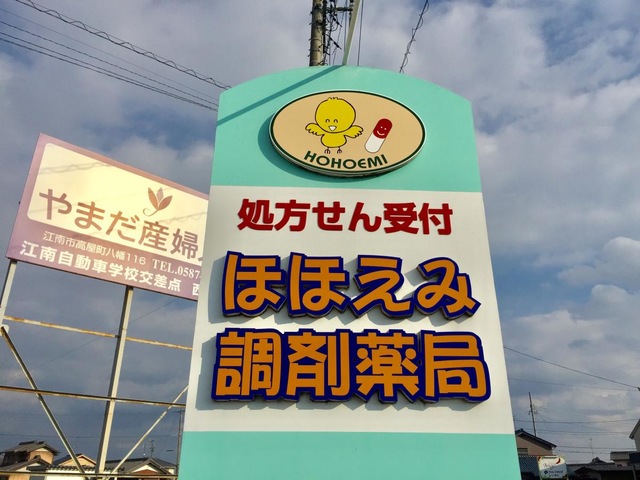 HOHOEMI
処方せん受付
ほほえみ
調剤薬局
やまだ産婦
江南市高屋町八幡116 TEL.0587
江南自動車学校交差点 西